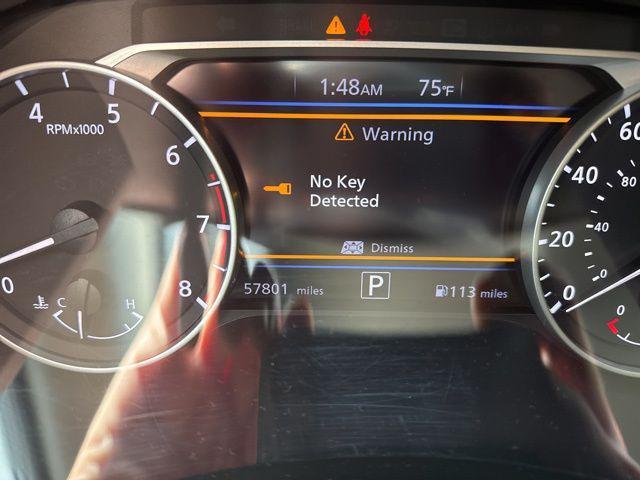 1:48AM 75°F
Warning
No Key
Detected
Dismiss
57801 miles P 113 miles
4 5 6 7 8 0
RPMx1000
C H
60 40 20 0
80 40 0
0